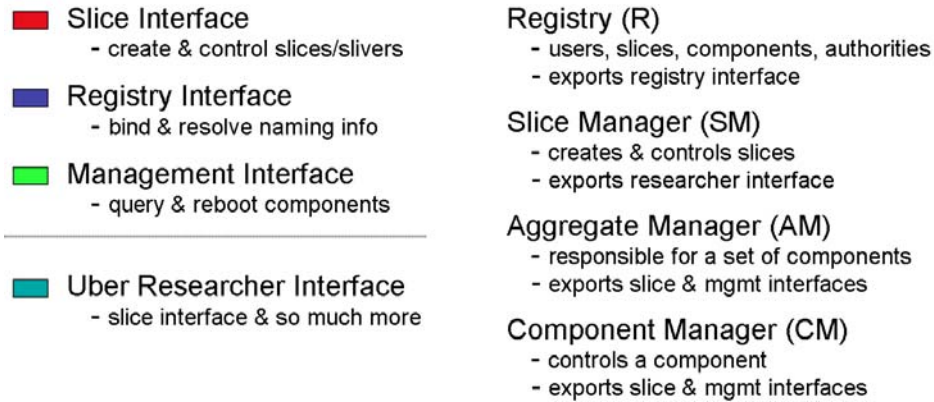 Slice Interface
- create & control slices/slivers
Registry Interface
- bind & resolve naming info
Management Interface
- query & reboot components
Uber Researcher Interface
- slice interface & so much more
Registry (R)
- users, slices, components, authorities
- exports registry interface
Slice Manager (SM)
- creates & controls slices
- exports researcher interface
Aggregate Manager (AM)
- responsible for a set of components
- exports slice & mgmt interfaces
Component Manager (CM)
- controls a component
- exports slice & mgmt interfaces